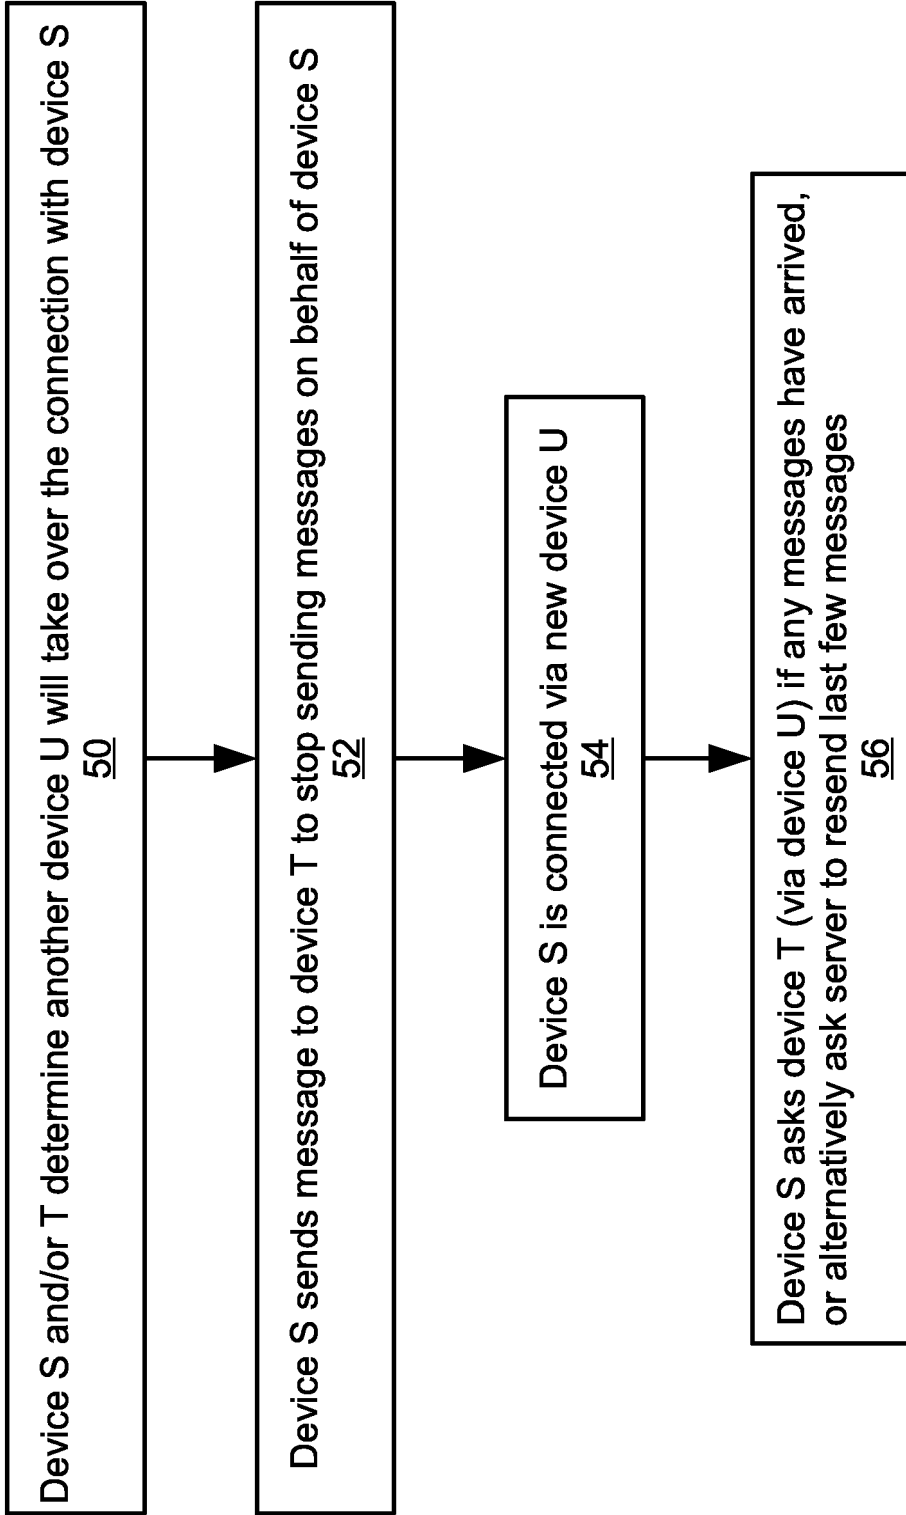 Device S and/or T determine another device U will take over the connection with device S
50
Device S sends message to device T to stop sending messages on behalf of device S
52
Device S is connected via new device U
54
Device S asks device T (via device U) if any messages have arrived,
or alternatively ask server to resend last few messages
56